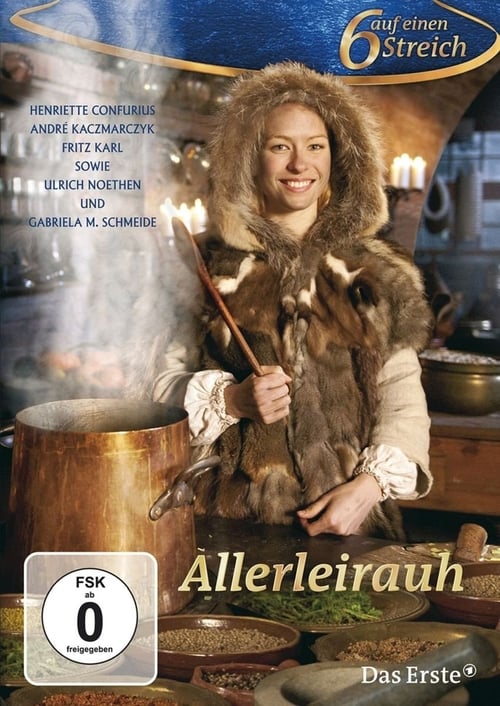 6 auf einen
Streich
HENRIETTE CONFURIUS
ANDRÉ KACZMARCZYK
FRITZ KARL
SOWIE
ULRICH NOETHEN
UND
GABRIELA M. SCHMEIDE
Allerleirauh
FSK
ab
0
freigegeben
Das Erste